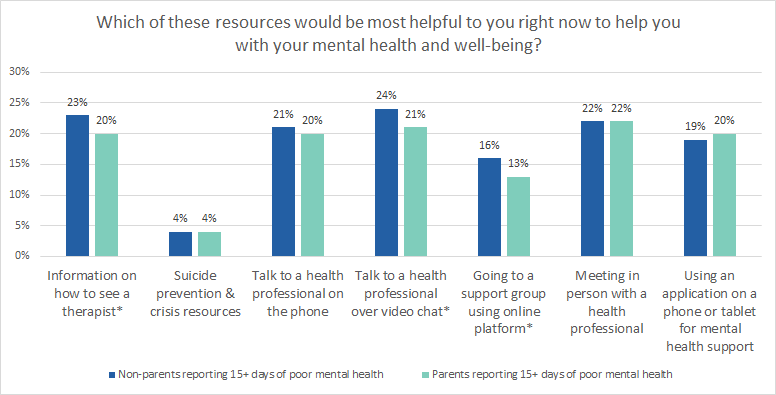 Which of these resources would be most helpful to you right now to help you
with your mental health and well-being?
30%
25%
20%
15%
10%
5%
0%
23%
20%
4%
4%
21%
20%
24%
21%
16%
13%
22%
22%
19%
20%
Information on
how to see a
therapist*
Suicide
prevention &
crisis resources
Talk to a health
professional on
the phone
Talk to a health
professional
over video chat*
Going to a
support group
using online
platform*
Meeting in
person with a
health
professional
Using an
application on a
phone or tablet
for mental
health support
Non-parents reporting 15+ days of poor mental health
Parents reporting 15+ days of poor mental health